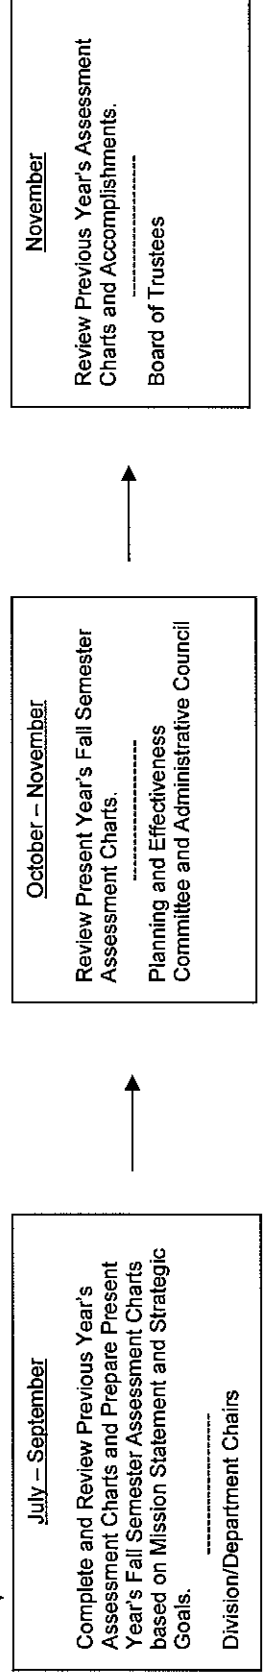 July – September
Complete and Review Previous Year's
Assessment Charts and Prepare Present
Year's Fall Semester Assessment Charts
based on Mission Statement and Strategic
Goals.
------------------
Division/Department Chairs
October – November
Review Present Year's Fall Semester
Assessment Charts.
------------------
Planning and Effectiveness
Committee and Administrative Council
November
Review Previous Year's Assessment
Charts and Accomplishments.
------------------
Board of Trustees